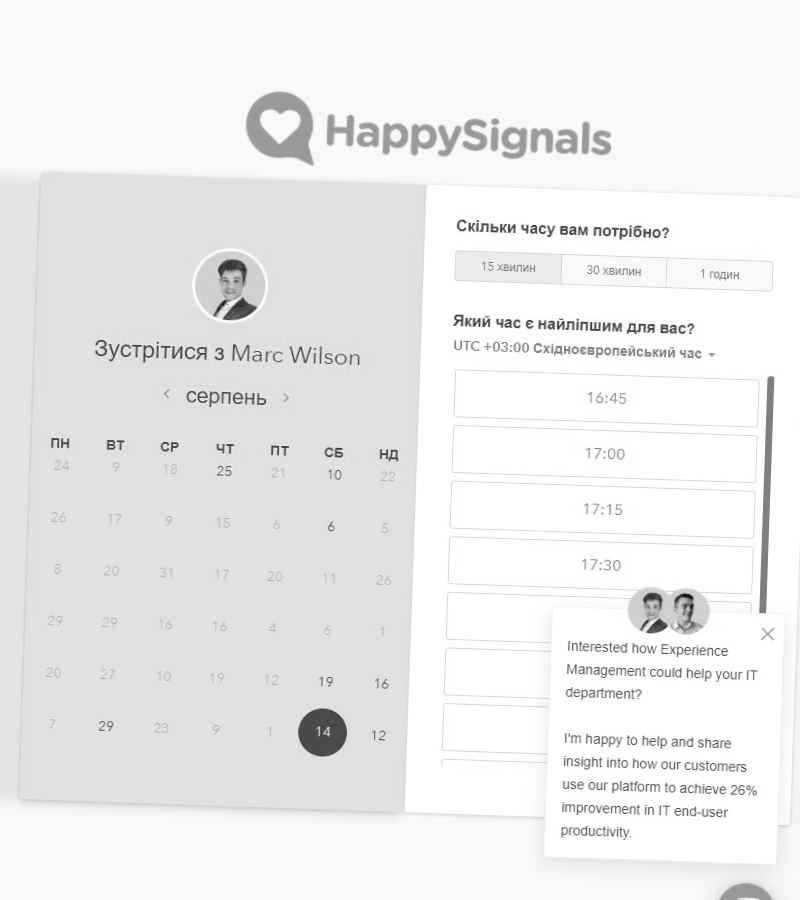 HappySignals
Зустрітися з Marc Wilson
серпень
ПН ВТ СР ЧТ ПТ СБ НД
24 9 18 25 21 10 22
26 17 9 15 6 6 5
8 20 31 17 20 11 26
29 29 16 16 4 6 1
20 27 10 19 12 19 16
7 29 23 9 1 14 12
Скільки часу вам потрібно?
15 хвилин 30 хвилин 1 годин
Який час є найліпшим для вас?
UTC +03:00 Східноєвропейський час
16:45
17:00
17:15
17:30
Interested how Experience
Management could help your IT
department?
I'm happy to help and share
insight into how our customers
use our platform to achieve 26%
improvement in IT end-user
productivity.